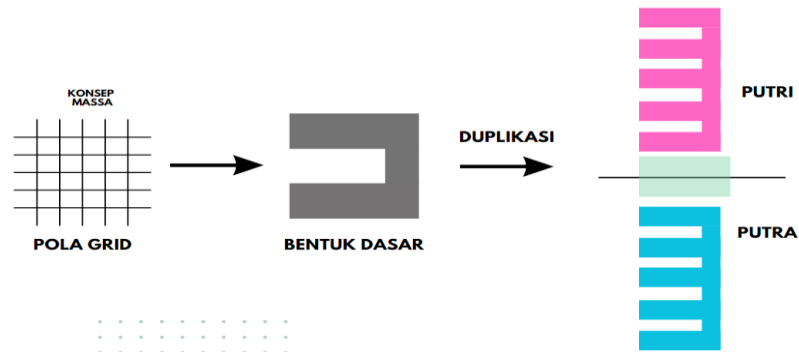 KONSEP
MASSA
POLA GRID
BENTUK DASAR
DUPLIKASI
PUTRI
PUTRA